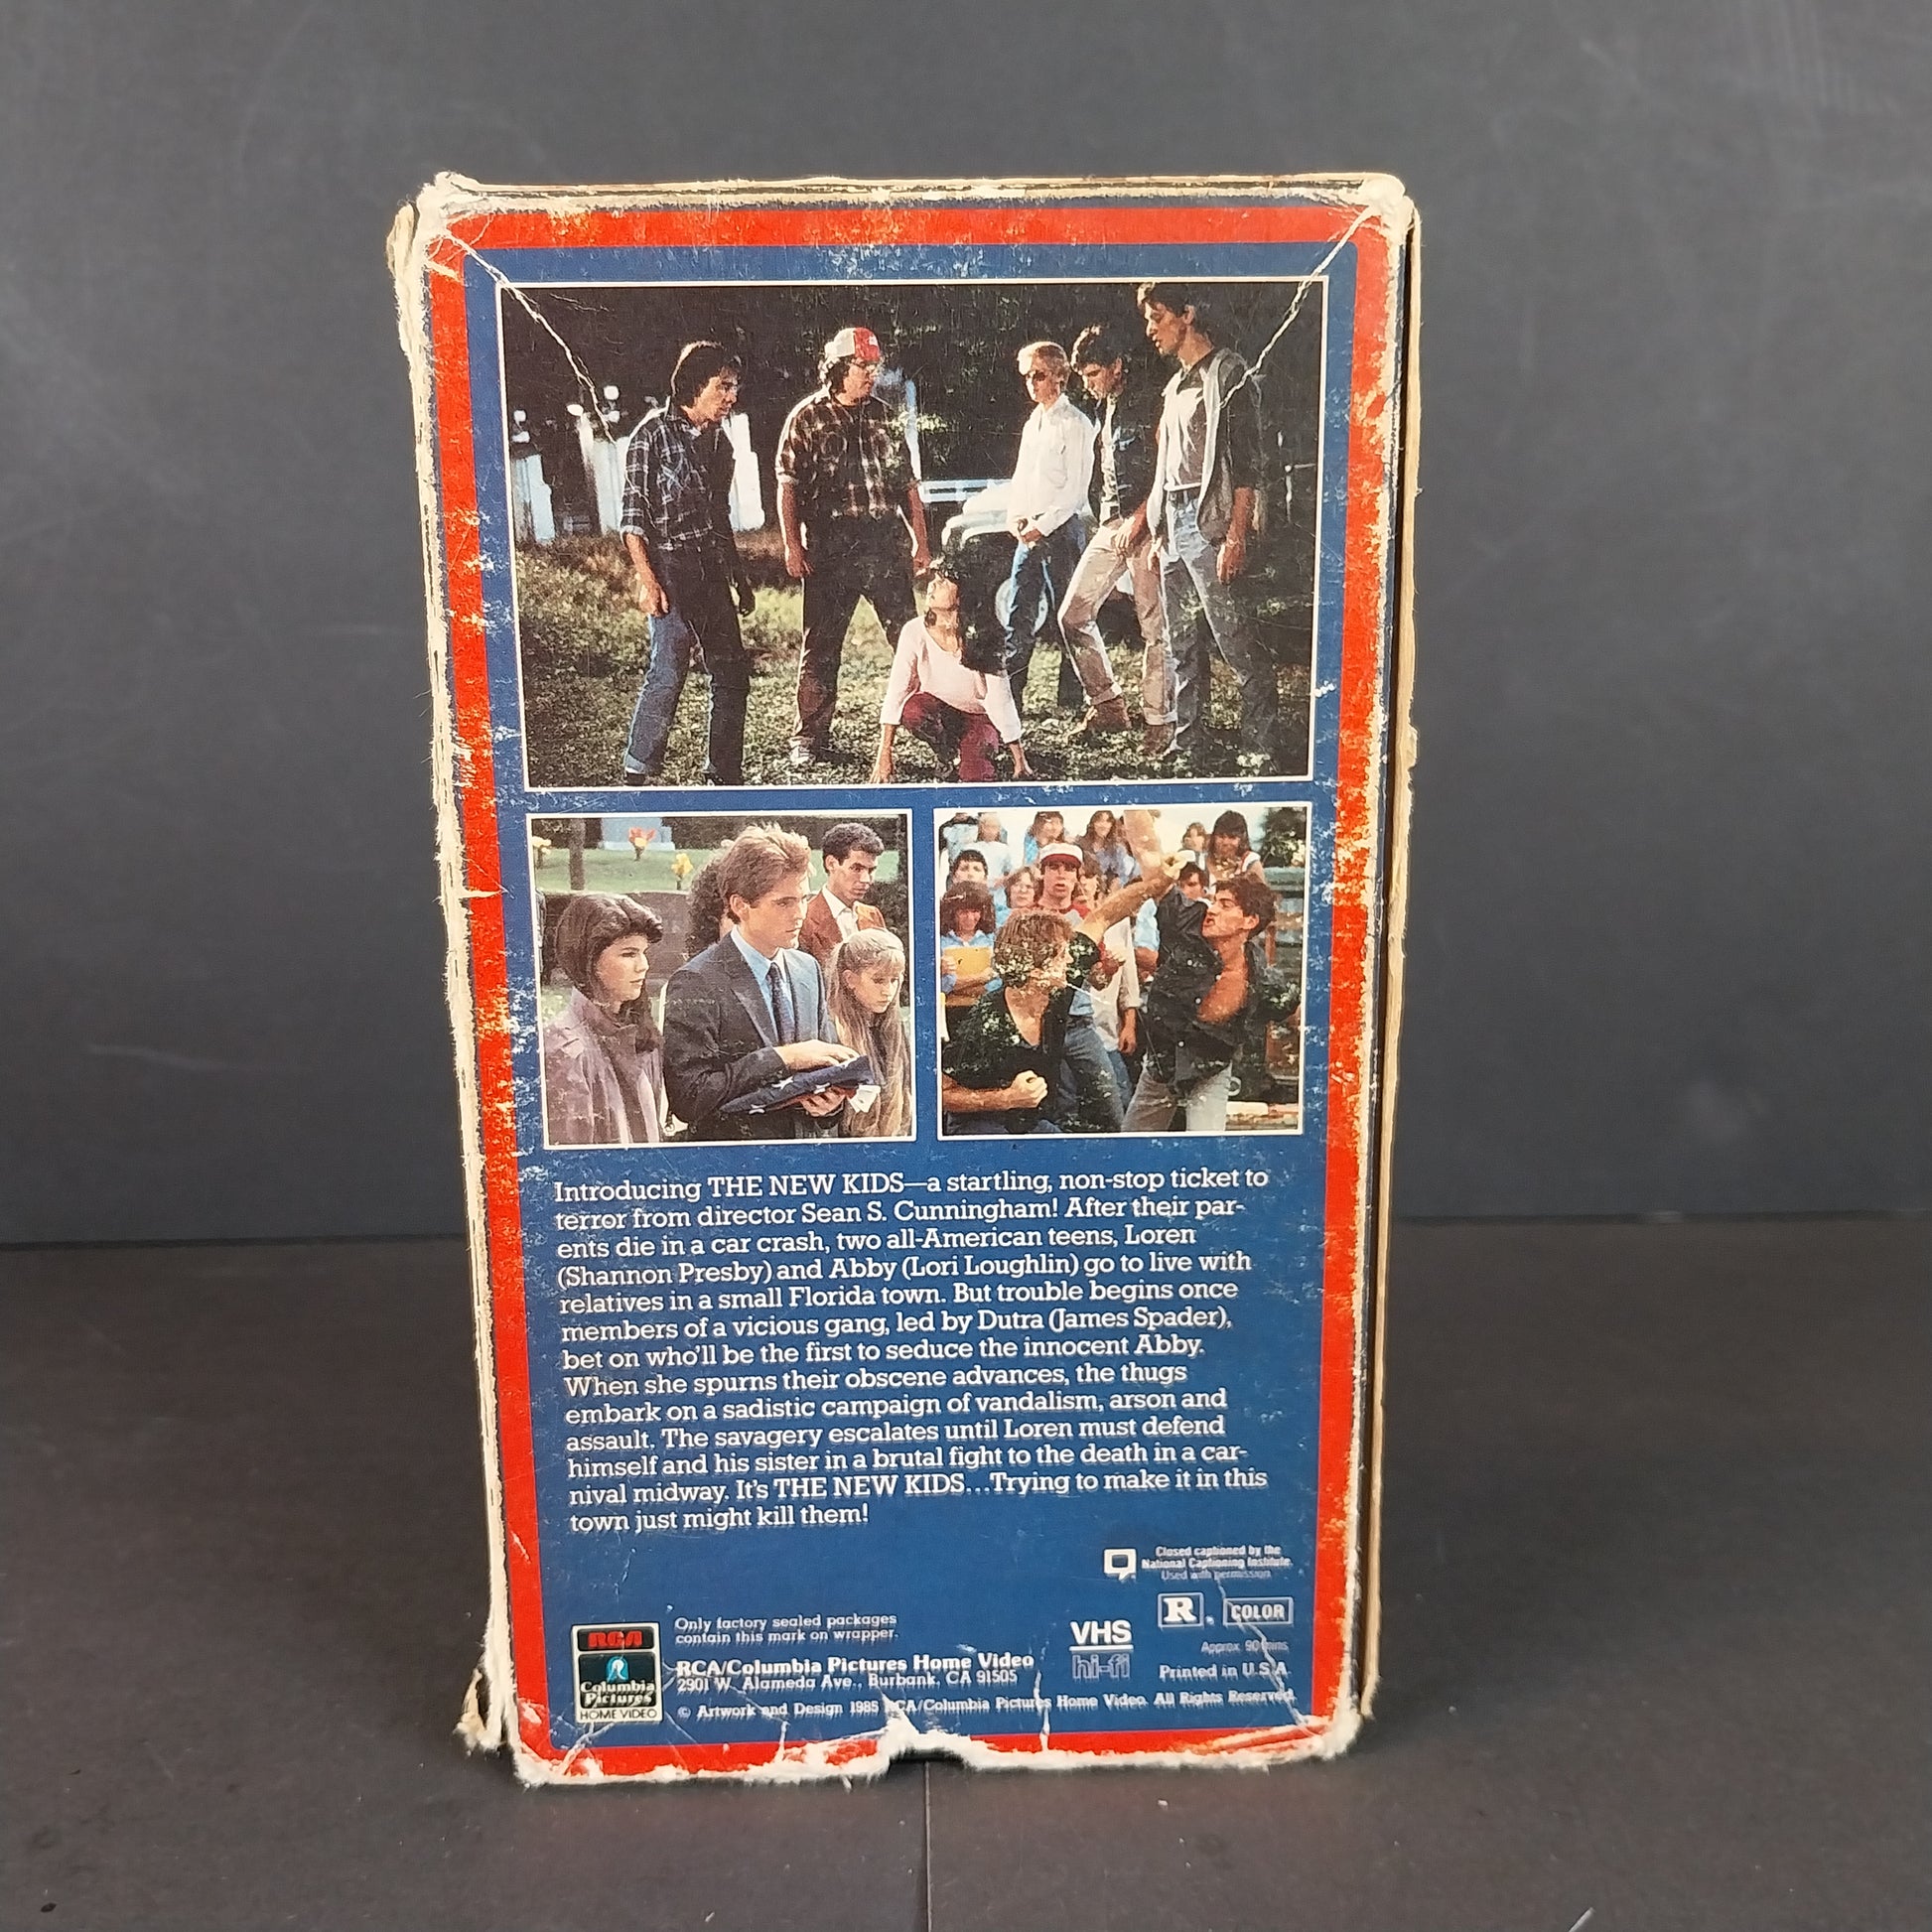 Introducing THE NEW KIDS—a startling, non-stop ticket to
terror from director Sean S. Cunningham! After their par-
ents die in a car crash, two all-American teens, Loren
(Shannon Presby) and Abby (Lori Loughlin) go to live with
relatives in a small Florida town. But trouble begins once
members of a vicious gang, led by Dutra (James Spader),
bet on who'll be the first to seduce the innocent Abby.
When she spurns their obscene advances, the thugs
embark on a sadistic campaign of vandalism, arson and
assault. The savagery escalates until Loren must defend
himself and his sister in a brutal fight to the death in a car-
nival midway. It's THE NEW KIDS...Trying to make it in this
town just might kill them!
Closed captioned by the
National Captioning Institute.
Used with permission.
R COLOR
Approx. 90 mins.
Printed in U.S.A.
VHS
hi-fi
Only factory sealed packages
contain this mark on wrapper.
RCA
Columbia
Pictures
HOME VIDEO
RCA/Columbia Pictures Home Video
2901 W. Alameda Ave., Burbank, CA 91505
© Artwork and Design 1985 RCA/Columbia Pictures Home Video. All Rights Reserved.